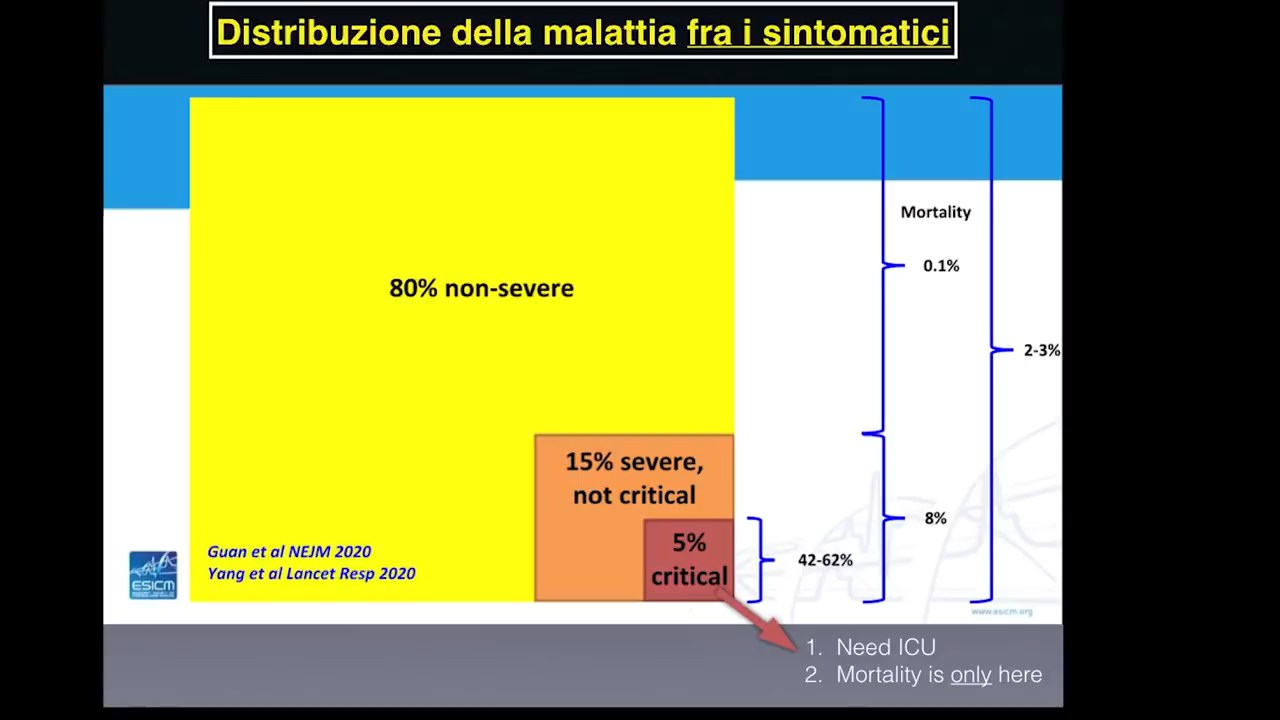 Distribuzione della malattia fra i sintomatici
Mortality
0.1%
80% non-severe
2-3%
15% severe,
not critical
8%
5%
critical
42-62%
Guan et al NEJM 2020
Yang et al Lancet Resp 2020
ESICM
www.esicm.org
1. Need ICU
2. Mortality is only here